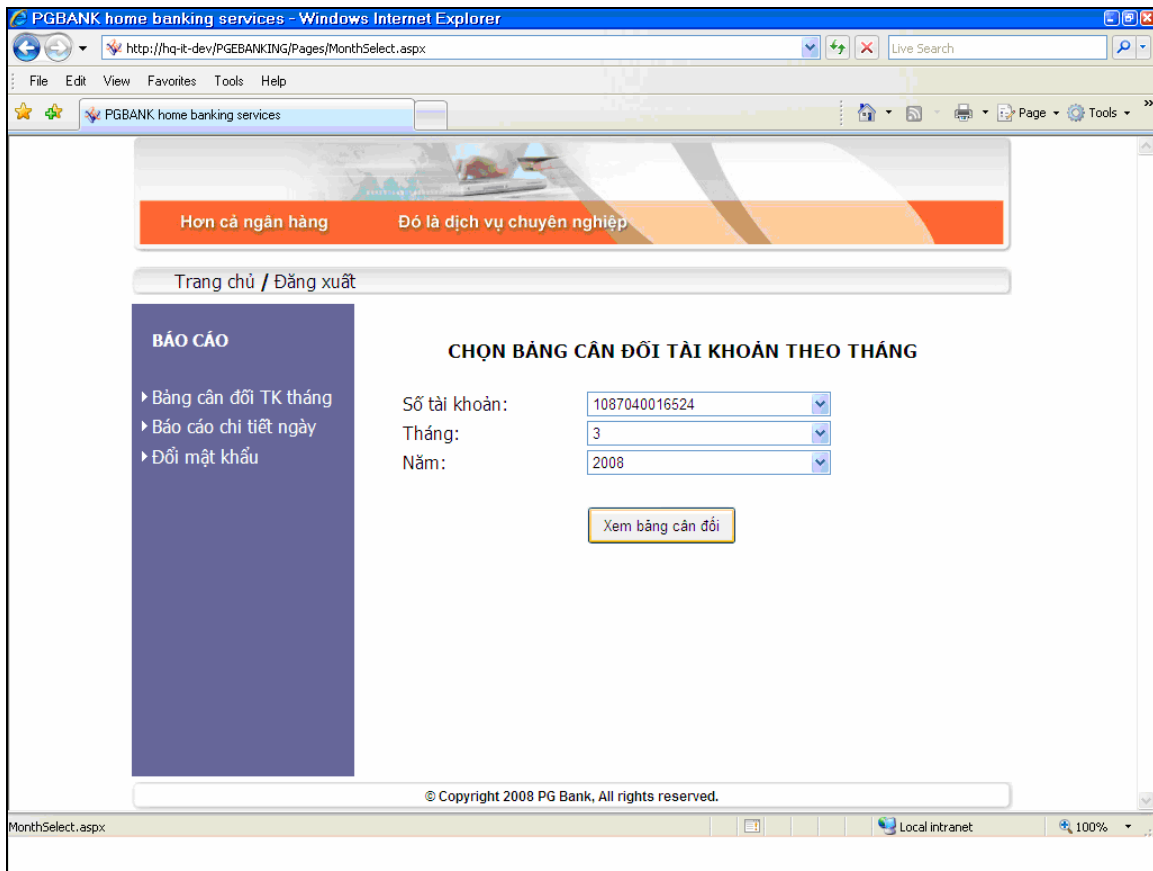 PGBANK home banking services - Windows Internet Explorer
http://hq-it-dev/PGEBANKING/Pages/MonthSelect.aspx
Live Search
File Edit View Favorites Tools Help
PGBANK home banking services
Page Tools
Hơn cả ngân hàng Đó là dịch vụ chuyên nghiệp
Trang chủ / Đăng xuất
BÁO CÁO
Bảng cân đối TK tháng
Báo cáo chi tiết ngày
Đổi mật khẩu
CHỌN BẢNG CÂN ĐỐI TÀI KHOẢN THEO THÁNG
Số tài khoản: 1087040016524
Tháng: 3
Năm: 2008
Xem bảng cân đối
© Copyright 2008 PG Bank, All rights reserved.
MonthSelect.aspx Local intranet 100%